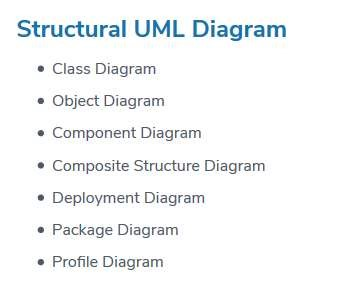 Structural UML Diagram
Class Diagram
Object Diagram
Component Diagram
Composite Structure Diagram
Deployment Diagram
Package Diagram
Profile Diagram